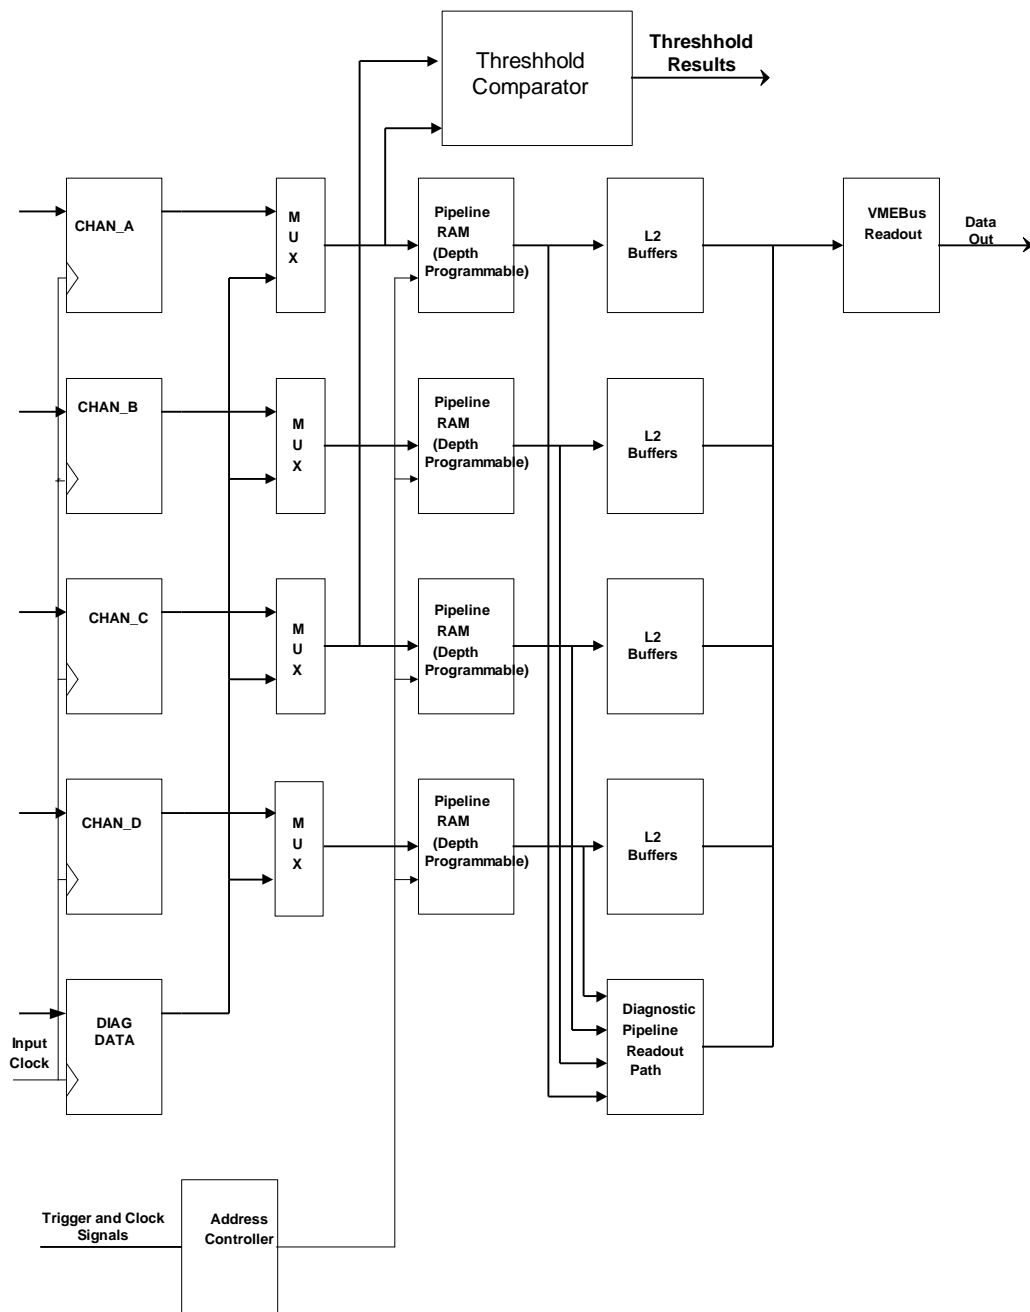 Threshhold
Comparator
Threshhold
Results
CHAN_A
M
U
X
Pipeline
RAM
(Depth
Programmable)
L2
Buffers
VMEBus
Readout
Data
Out
CHAN_B
M
U
X
Pipeline
RAM
(Depth
Programmable)
L2
Buffers
CHAN_C
M
U
X
Pipeline
RAM
(Depth
Programmable)
L2
Buffers
CHAN_D
M
U
X
Pipeline
RAM
(Depth
Programmable)
L2
Buffers
Input
Clock
DIAG
DATA
Diagnostic
Pipeline
Readout
Path
Trigger and Clock
Signals
Address
Controller